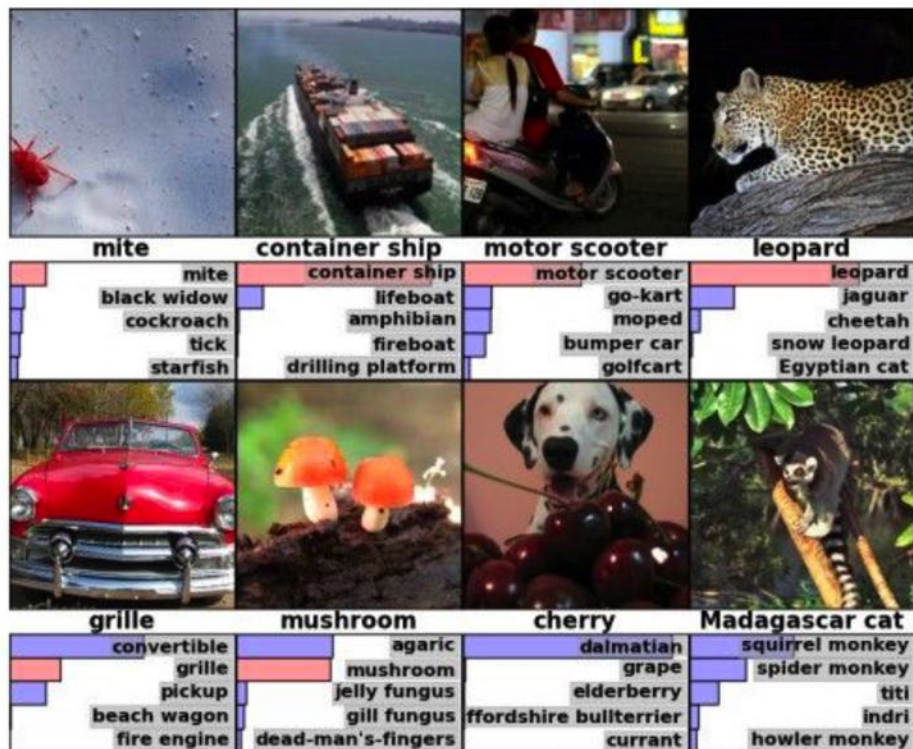 mite
container ship
motor scooter
leopard
mite
black widow
cockroach
tick
starfish
container ship
lifeboat
amphibian
fireboat
drilling platform
motor scooter
go-kart
moped
bumper car
golfcart
leopard
jaguar
cheetah
snow leopard
Egyptian cat
grille
mushroom
cherry
Madagascar cat
convertible
grille
pickup
beach wagon
fire engine
agaric
mushroom
jelly fungus
gill fungus
dead-man's-fingers
dalmatian
grape
elderberry
ffordshire bullterrier
currant
squirrel monkey
spider monkey
titi
indri
howler monkey